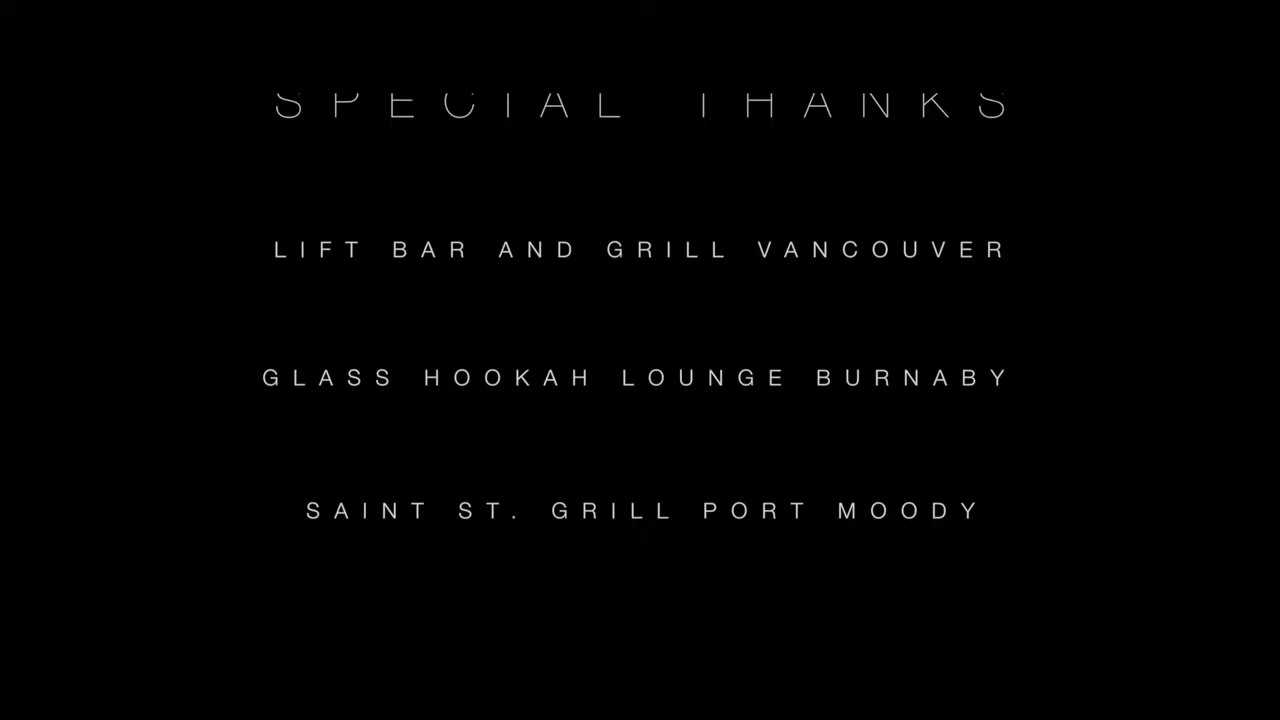 SPECIAL THANKS
LIFT BAR AND GRILL VANCOUVER
GLASS HOOKAH LOUNGE BURNABY
SAINT ST. GRILL PORT MOODY